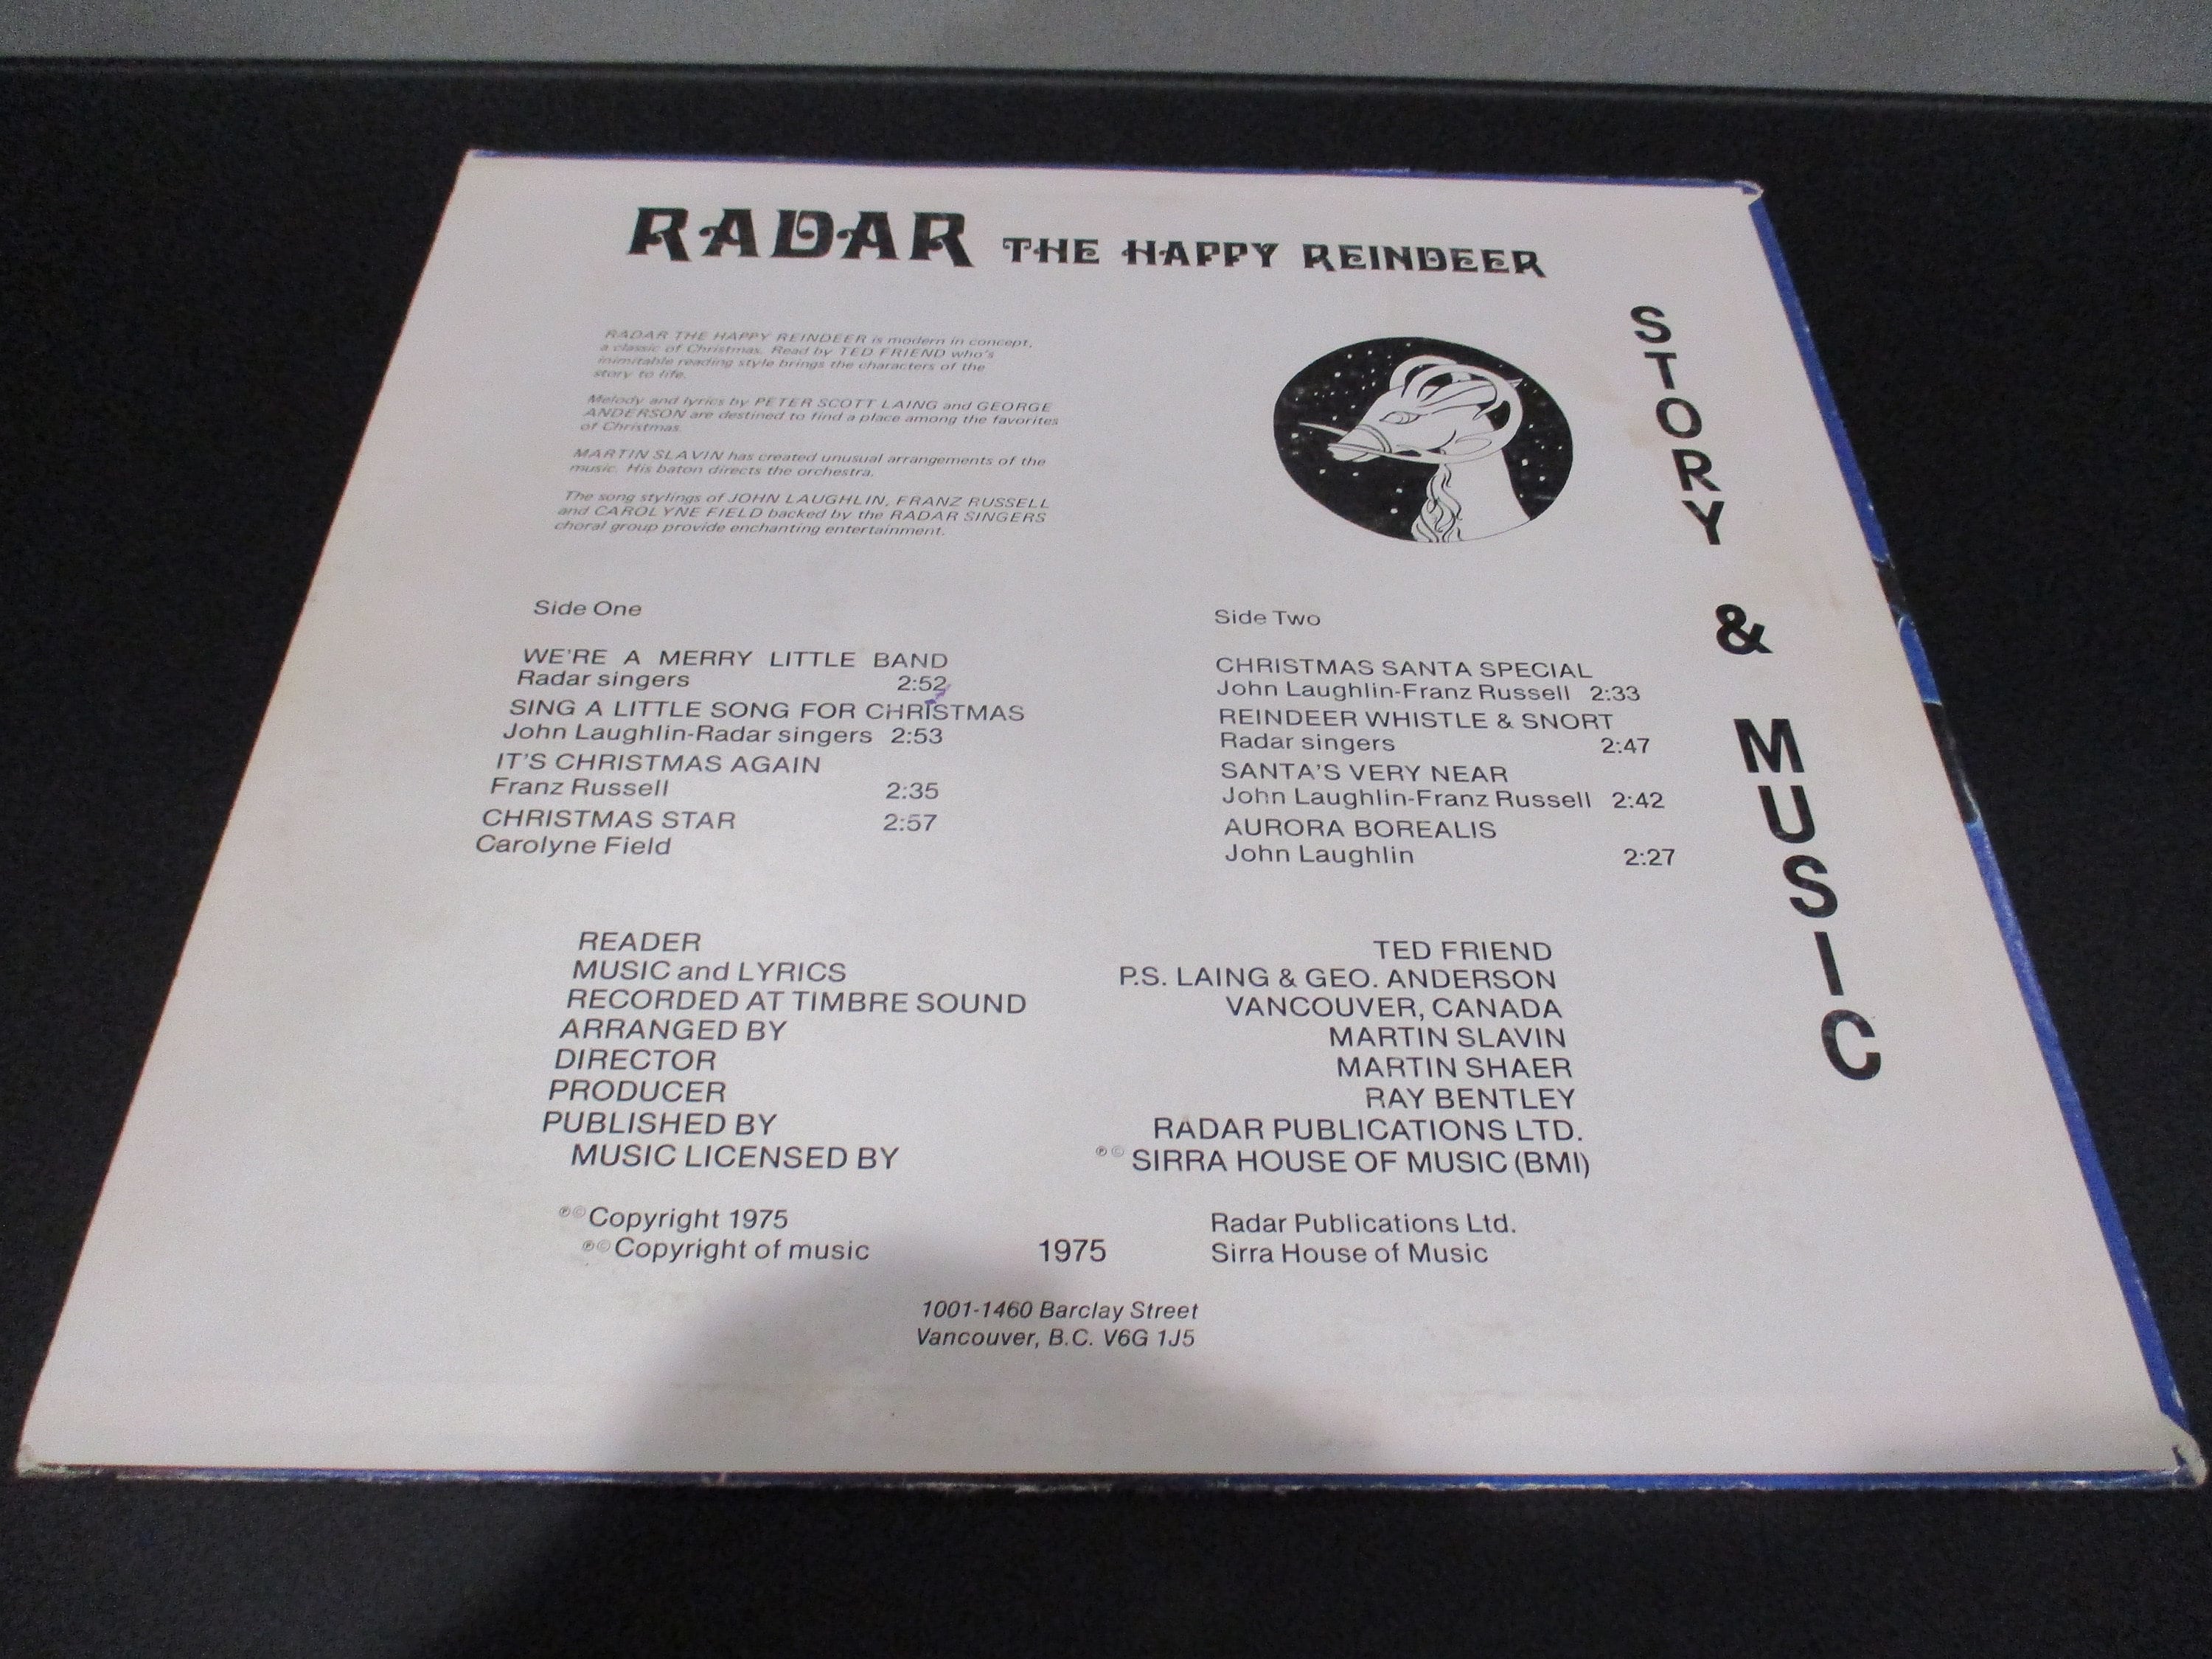 RADAR THE HAPPY REINDEER
STORY & MUSIC
RADAR THE HAPPY REINDEER is modern in concept,
a classic of Christmas. Read by TED FRIEND who's
inimitable reading style brings the characters of the
story to life.
Melody and lyrics by PETER SCOTT LAING and GEORGE
ANDERSON are destined to find a place among the favorites
of Christmas.
MARTIN SLAVIN has created unusual arrangements of the
music. His baton directs the orchestra.
The song stylings of JOHN LAUGHLIN, FRANZ RUSSELL
and CAROLYNE FIELD backed by the RADAR SINGERS
choral group provide enchanting entertainment.
Side One
WE'RE A MERRY LITTLE BAND
Radar singers 2:52
SING A LITTLE SONG FOR CHRISTMAS
John Laughlin-Radar singers 2:53
IT'S CHRISTMAS AGAIN
Franz Russell 2:35
CHRISTMAS STAR 2:57
Carolyne Field
Side Two
CHRISTMAS SANTA SPECIAL
John Laughlin-Franz Russell 2:33
REINDEER WHISTLE & SNORT
Radar singers 2:47
SANTA'S VERY NEAR
John Laughlin-Franz Russell 2:42
AURORA BOREALIS
John Laughlin 2:27
READER TED FRIEND
MUSIC and LYRICS P.S. LAING & GEO. ANDERSON
RECORDED AT TIMBRE SOUND VANCOUVER, CANADA
ARRANGED BY MARTIN SLAVIN
DIRECTOR MARTIN SHAER
PRODUCER RAY BENTLEY
PUBLISHED BY RADAR PUBLICATIONS LTD.
MUSIC LICENSED BY ℗© SIRRA HOUSE OF MUSIC (BMI)
℗© Copyright 1975 Radar Publications Ltd.
℗© Copyright of music 1975 Sirra House of Music
1001-1460 Barclay Street
Vancouver, B.C. V6G 1J5